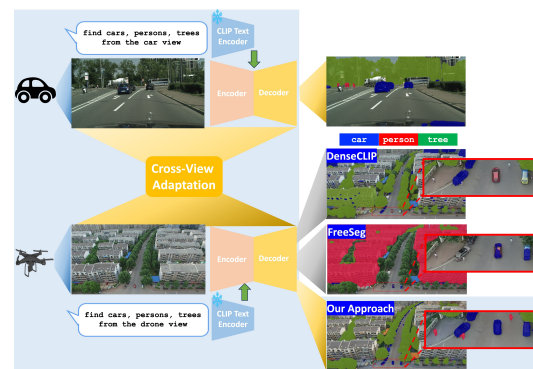 find cars, persons, trees
from the car view
CLIP Text
Encoder
Encoder
Decoder
car
person
tree
Cross-View
Adaptation
DenseCLIP
FreeSeg
Encoder
Decoder
find cars, persons, trees
from the drone view
CLIP Text
Encoder
Our Approach